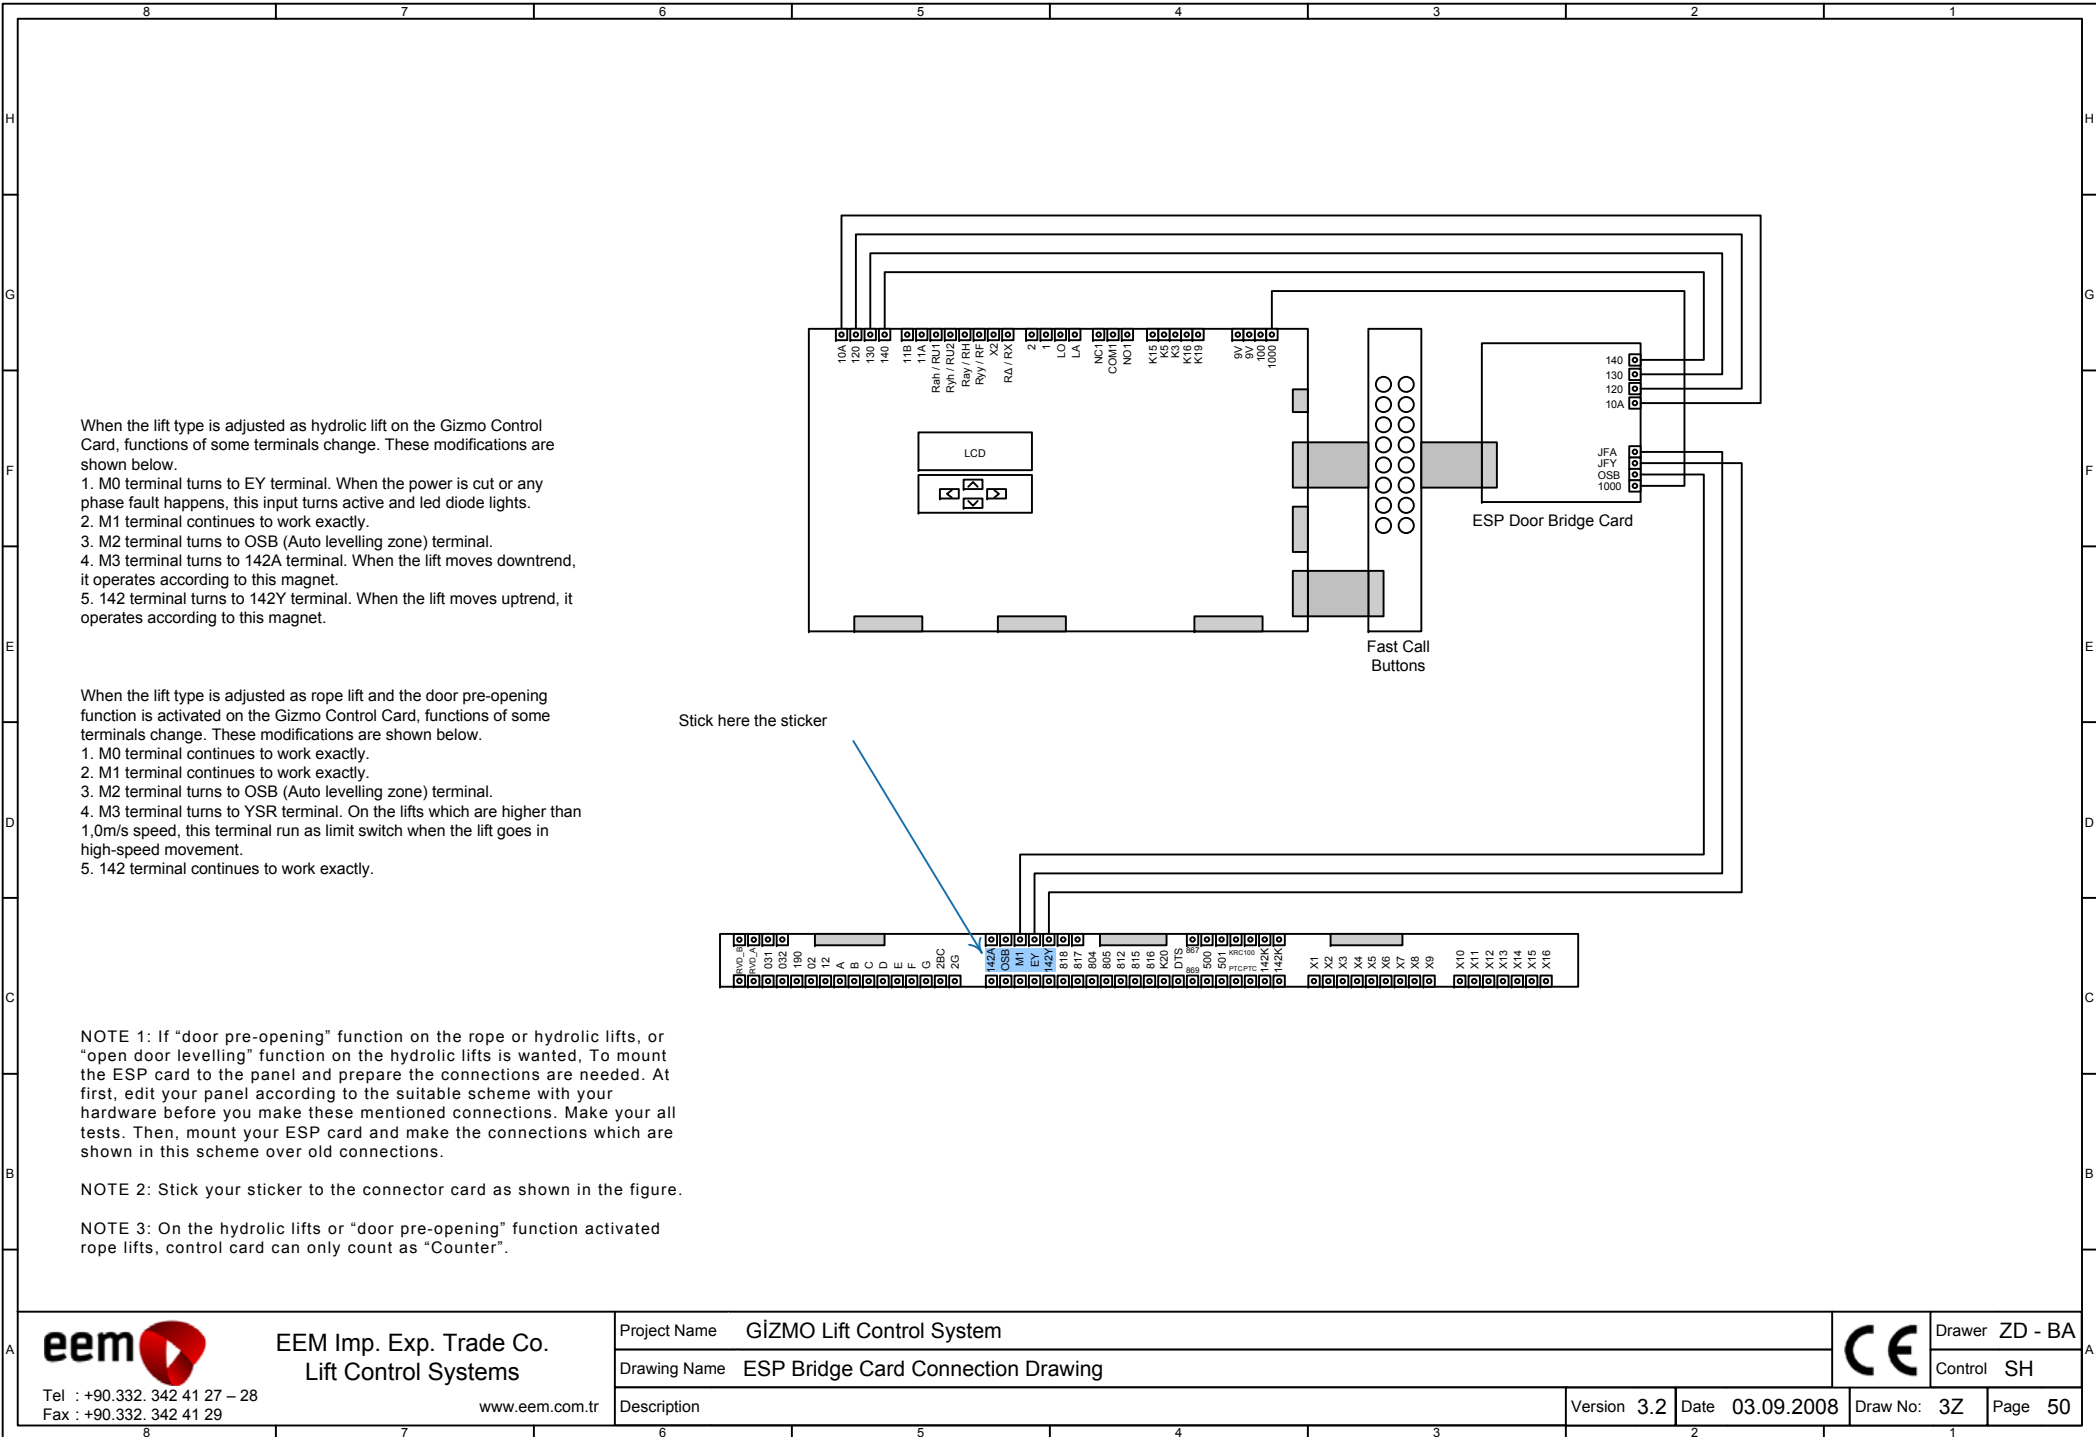 8 7 6 5 4 3 2 1
H H
G G
F F
E E
D D
C C
B B
A A
10A 120 130 140 11B 11A Rah / RU1 Ryh / RU2 Ray / RH Ryy / RF X2 RΔ / RX 2 1 LO LA NC1 COM1 NO1 K15 K5 K3 K16 K19 9V 9V 100 1000
LCD
140
130
120
10A
JFA
JFY
OSB
1000
ESP Door Bridge Card
Fast Call
Buttons
When the lift type is adjusted as hydrolic lift on the Gizmo Control
Card, functions of some terminals change. These modifications are
shown below.
1. M0 terminal turns to EY terminal. When the power is cut or any
phase fault happens, this input turns active and led diode lights.
2. M1 terminal continues to work exactly.
3. M2 terminal turns to OSB (Auto levelling zone) terminal.
4. M3 terminal turns to 142A terminal. When the lift moves downtrend,
it operates according to this magnet.
5. 142 terminal turns to 142Y terminal. When the lift moves uptrend, it
operates according to this magnet.
When the lift type is adjusted as rope lift and the door pre-opening
function is activated on the Gizmo Control Card, functions of some
terminals change. These modifications are shown below.
1. M0 terminal continues to work exactly.
2. M1 terminal continues to work exactly.
3. M2 terminal turns to OSB (Auto levelling zone) terminal.
4. M3 terminal turns to YSR terminal. On the lifts which are higher than
1,0m/s speed, this terminal run as limit switch when the lift goes in
high-speed movement.
5. 142 terminal continues to work exactly.
Stick here the sticker
RVD_B RVD_A 031 032 190 02 12 A B C D E F G 2BC 2G 142A OSB M1 EY 142Y 818 817 804 805 812 815 816 K20 DTS 867 869 500 501 KRC100 PTC PTC 142K 142K X1 X2 X3 X4 X5 X6 X7 X8 X9 X10 X11 X12 X13 X14 X15 X16
NOTE 1: If “door pre-opening” function on the rope or hydrolic lifts, or
“open door levelling” function on the hydrolic lifts is wanted, To mount
the ESP card to the panel and prepare the connections are needed. At
first, edit your panel according to the suitable scheme with your
hardware before you make these mentioned connections. Make your all
tests. Then, mount your ESP card and make the connections which are
shown in this scheme over old connections.
NOTE 2: Stick your sticker to the connector card as shown in the figure.
NOTE 3: On the hydrolic lifts or “door pre-opening” function activated
rope lifts, control card can only count as “Counter”.
eem
EEM Imp. Exp. Trade Co.
Lift Control Systems
Tel : +90.332. 342 41 27 – 28
Fax : +90.332. 342 41 29
www.eem.com.tr
Project Name GİZMO Lift Control System
Drawing Name ESP Bridge Card Connection Drawing
Description
CE
Drawer ZD - BA
Control SH
Version 3.2 Date 03.09.2008 Draw No: 3Z Page 50
8 7 6 5 4 3 2 1